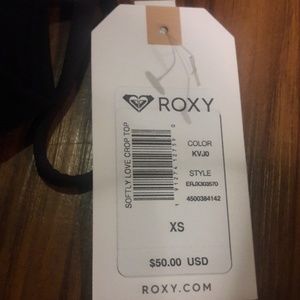 ROXY
SOFTLY LOVE CROP TOP
COLOR
KVJ0
STYLE
ERJX303570
4500384142
XS
$50.00 USD
ROXY.COM